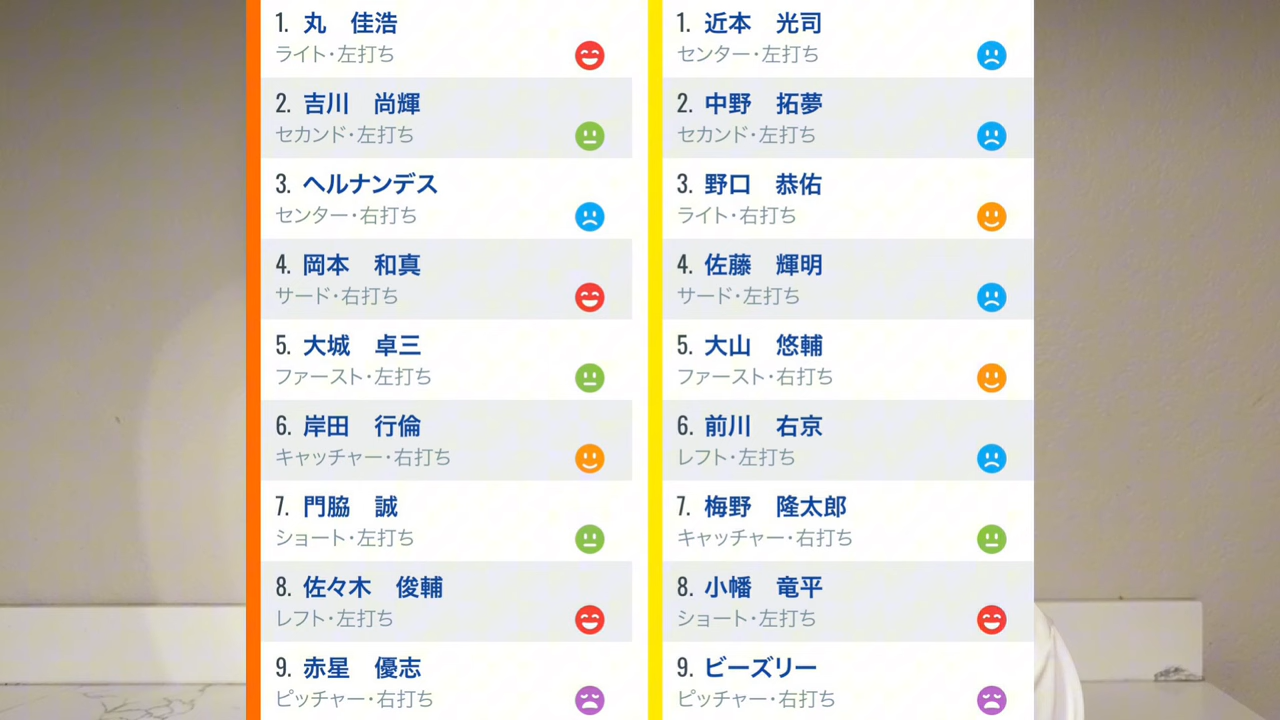 1. 丸　佳浩
ライト・左打ち
2. 吉川　尚輝
セカンド・左打ち
3. ヘルナンデス
センター・右打ち
4. 岡本　和真
サード・右打ち
5. 大城　卓三
ファースト・左打ち
6. 岸田　行倫
キャッチャー・右打ち
7. 門脇　誠
ショート・左打ち
8. 佐々木　俊輔
レフト・左打ち
9. 赤星　優志
ピッチャー・右打ち
1. 近本　光司
センター・左打ち
2. 中野　拓夢
セカンド・左打ち
3. 野口　恭佑
ライト・右打ち
4. 佐藤　輝明
サード・左打ち
5. 大山　悠輔
ファースト・右打ち
6. 前川　右京
レフト・左打ち
7. 梅野　隆太郎
キャッチャー・右打ち
8. 小幡　竜平
ショート・左打ち
9. ビーズリー
ピッチャー・右打ち